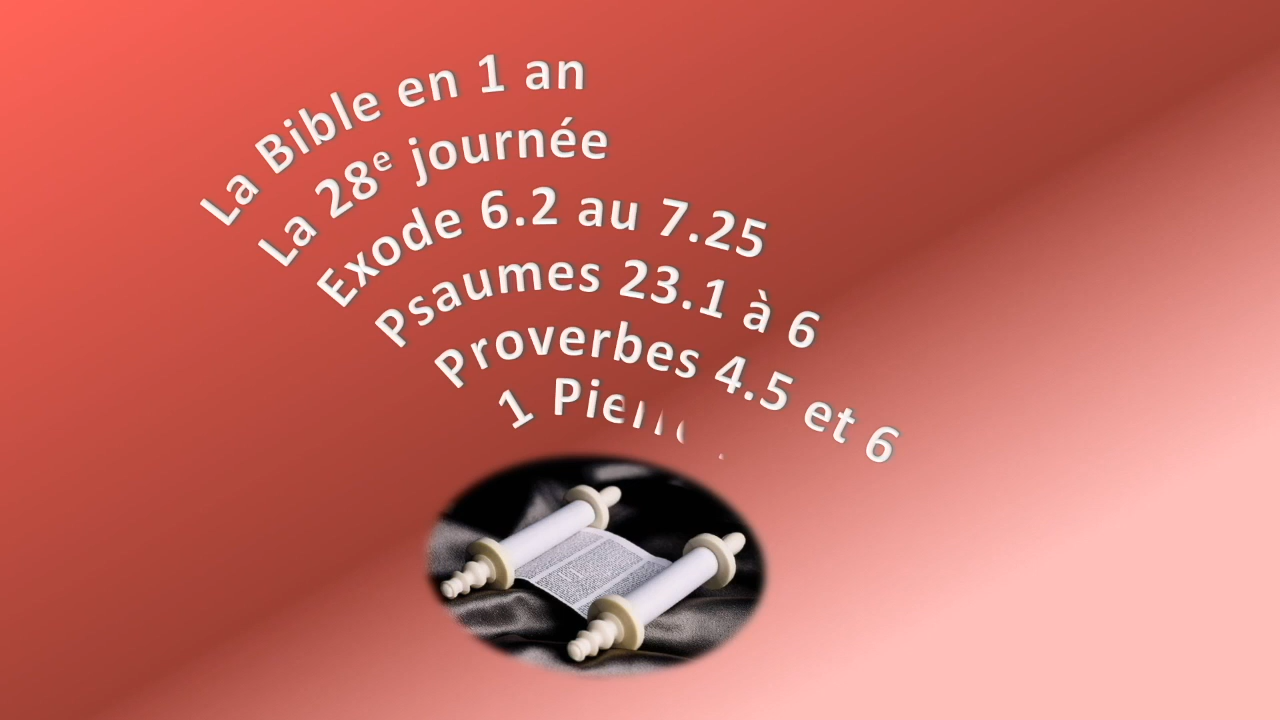 La Bible en 1 an
La 28e journée
Exode 6.2 au 7.25
Psaumes 23.1 à 6
Proverbes 4.5 et 6
1